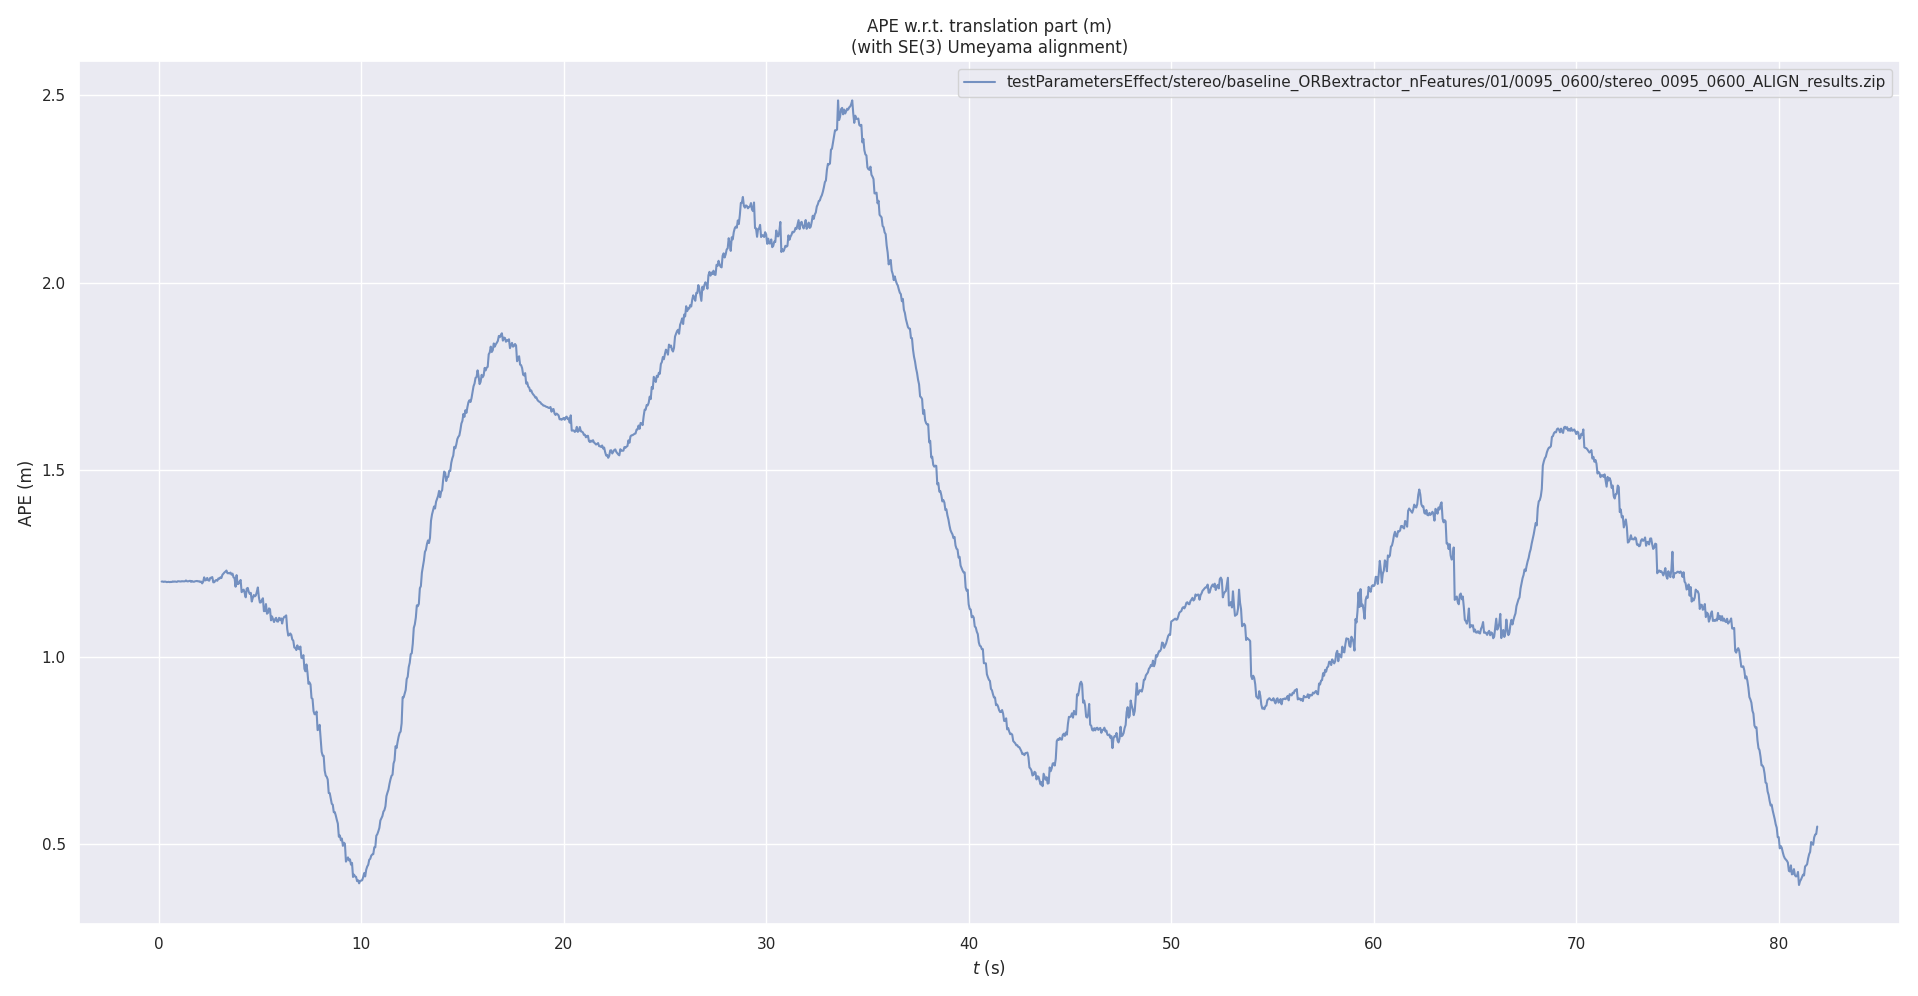 APE w.r.t. translation part (m)
(with SE(3) Umeyama alignment)
testParametersEffect/stereo/baseline_ORBextractor_nFeatures/01/0095_0600/stereo_0095_0600_ALIGN_results.zip
2.5
2.0
1.5
1.0
0.5
APE (m)
0 10 20 30 40 50 60 70 80
t (s)